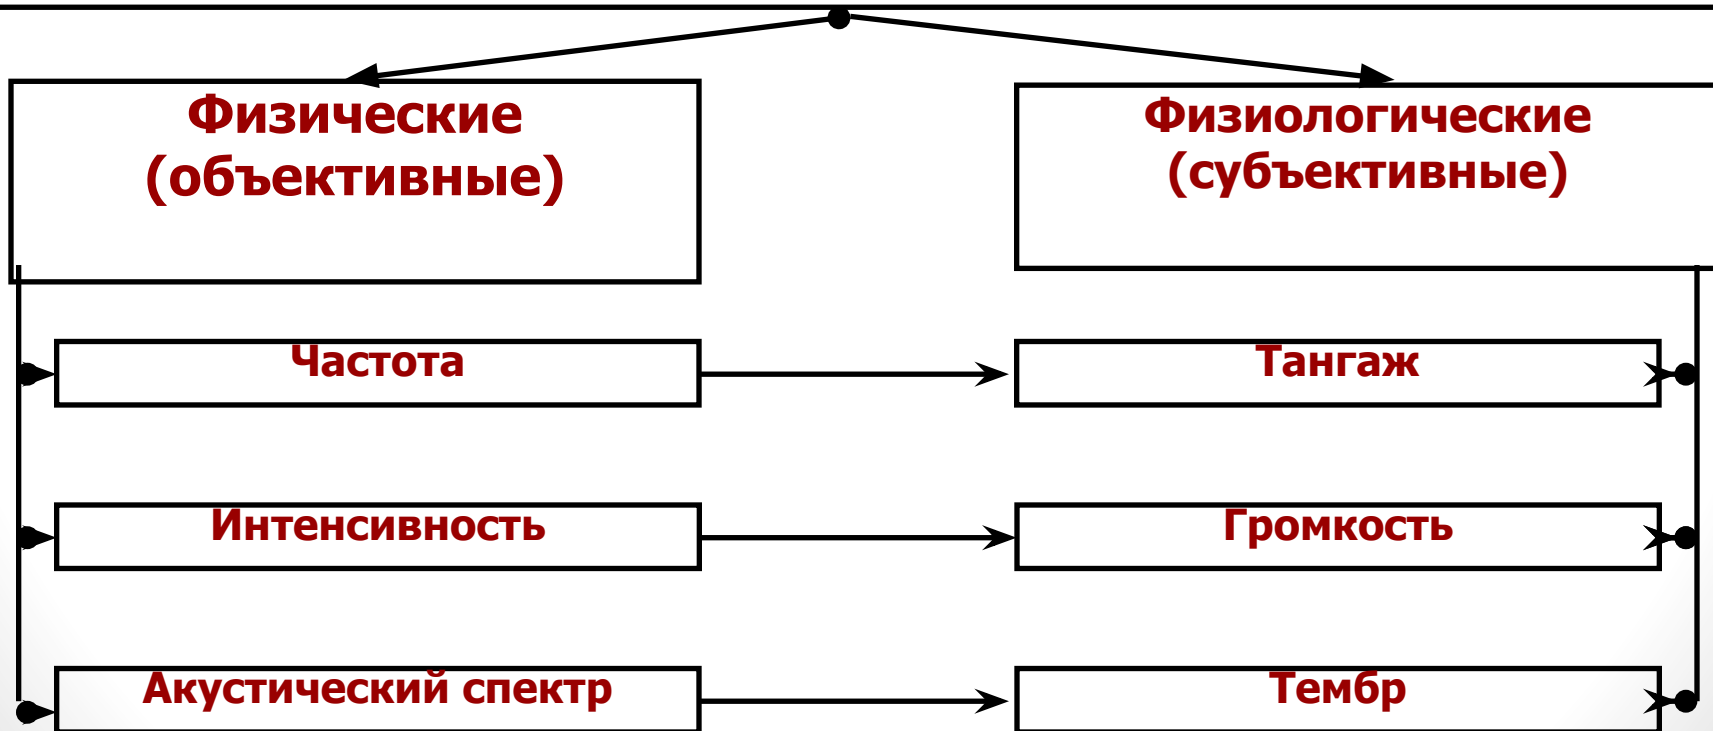 Физические
(объективные)
Физиологические
(субъективные)
Частота
Тангаж
Интенсивность
Громкость
Акустический спектр
Тембр